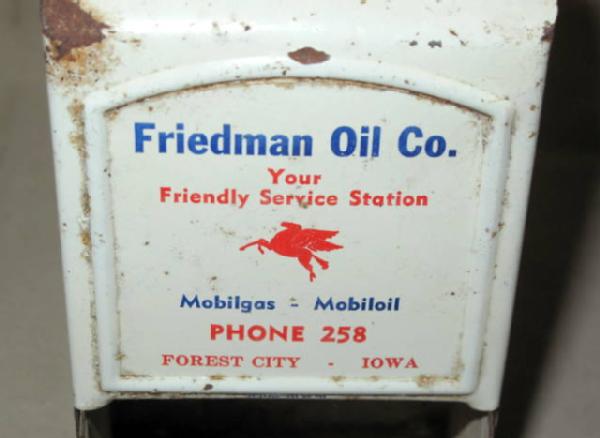 Friedman Oil Co.
Your
Friendly Service Station
Mobilgas - Mobiloil
PHONE 258
FOREST CITY - IOWA